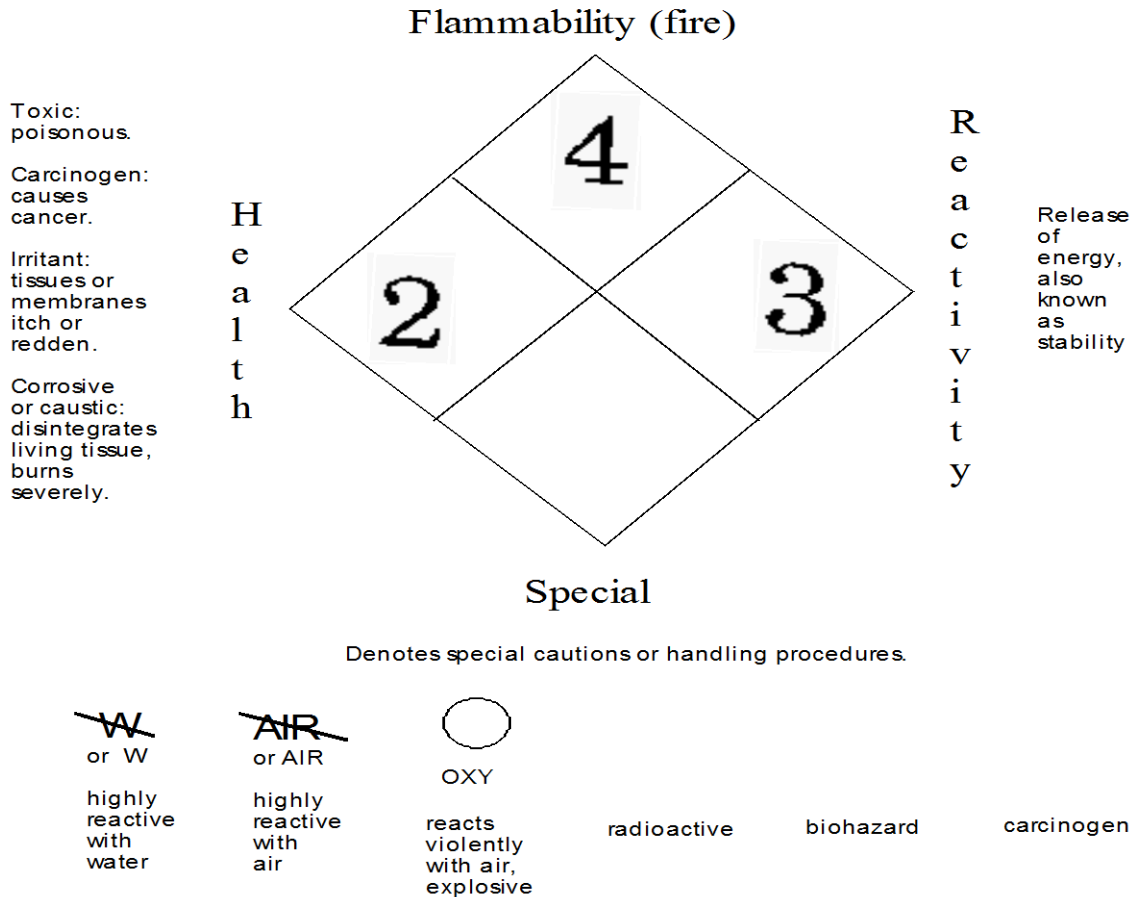 Flammability (fire)
4
Toxic:
poisonous.
Carcinogen:
causes
cancer.
Irritant:
tissues or
membranes
itch or
redden.
Corrosive
or caustic:
disintegrates
living tissue,
burns
severely.
Health
2
3
Reactivity
Release
of
energy,
also
known
as
stability
Special
Denotes special cautions or handling procedures.
W
or W
highly
reactive
with
water
AIR
or AIR
highly
reactive
with
air
OXY
reacts
violently
with air,
explosive
radioactive
biohazard
carcinogen